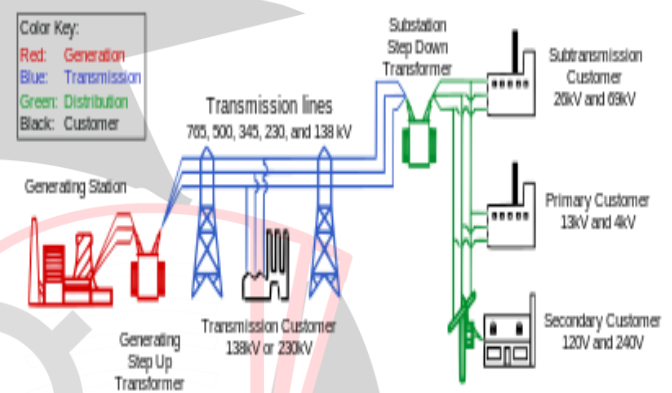 Color Key:
Red: Generation
Blue: Transmission
Green: Distribution
Black: Customer
Substation
Step Down
Transformer
Subtransmission
Customer
26kV and 69kV
Transmission lines
765, 500, 345, 230, and 138 kV
Generating Station
Primary Customer
13kV and 4kV
Transmission Customer
138kV or 230kV
Secondary Customer
120V and 240V
Generating
Step Up
Transformer